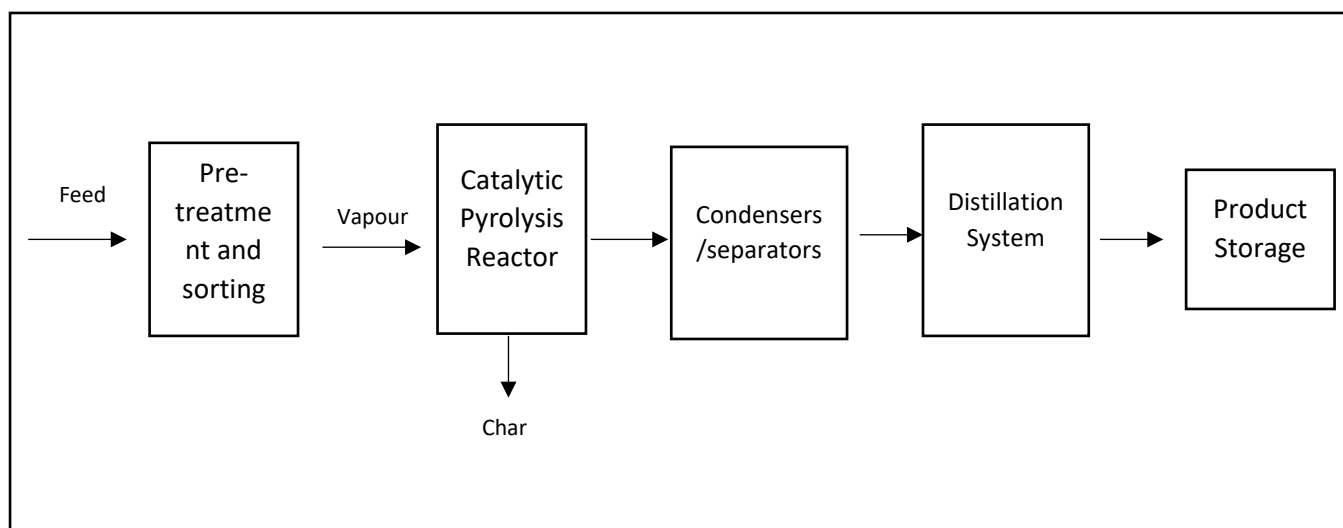 Feed
Pre-
treatme
nt and
sorting
Vapour
Catalytic
Pyrolysis
Reactor
Char
Condensers
/separators
Distillation
System
Product
Storage